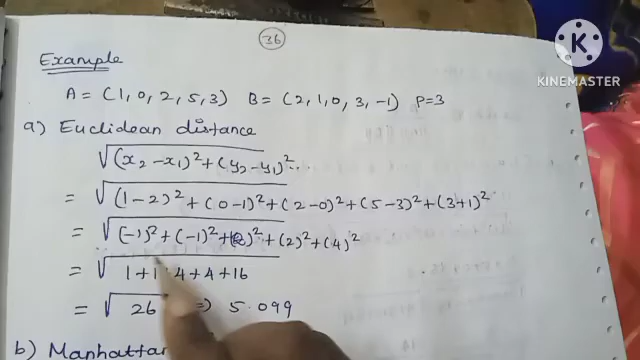 36
KINEMASTER
Example
A = (1, 0, 2, 5, 3) B = (2, 1, 0, 3, -1) P=3
a) Euclidean distance
√(x₂ - x₁)² + (y₂ - y₁)² ..
= √(1-2)² + (0-1)² + (2-0)² + (5-3)² + (3+1)²
= √(-1)² + (-1)² + (2)² + (2)² + (4)²
= √1+1 4+4+16
= √26 ⇒ 5.099
b)